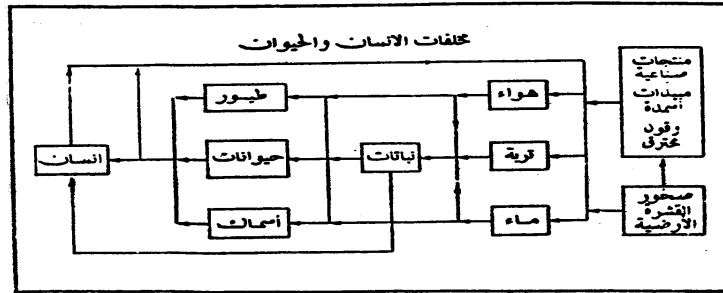 مخلفات الانسان والحيوان
منتجات
صناعية
مبيدات
أسمدة
وقود
محترق
صخور
القشرة
الأرضية
هواء
تربة
ماء
نباتات
طيور
حيوانات
أسماك
انسان